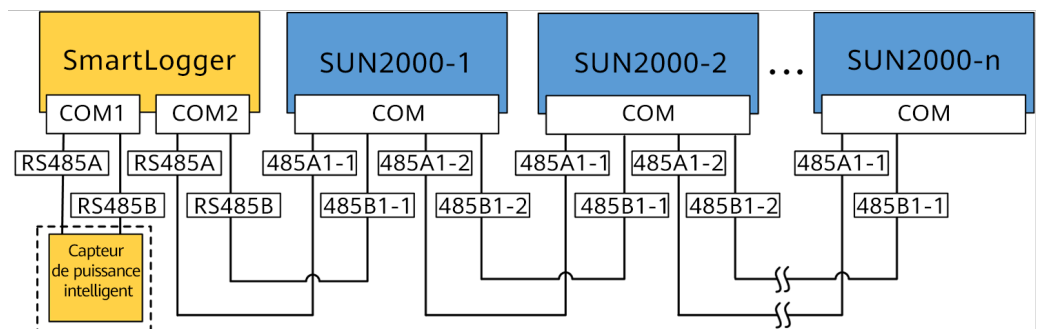 SmartLogger
SUN2000-1
SUN2000-2
...
SUN2000-n
COM1
COM2
COM
COM
COM
RS485A
RS485A
485A1-1
485A1-2
485A1-1
485A1-2
485A1-1
RS485B
RS485B
485B1-1
485B1-2
485B1-1
485B1-2
485B1-1
Capteur
de puissance
intelligent